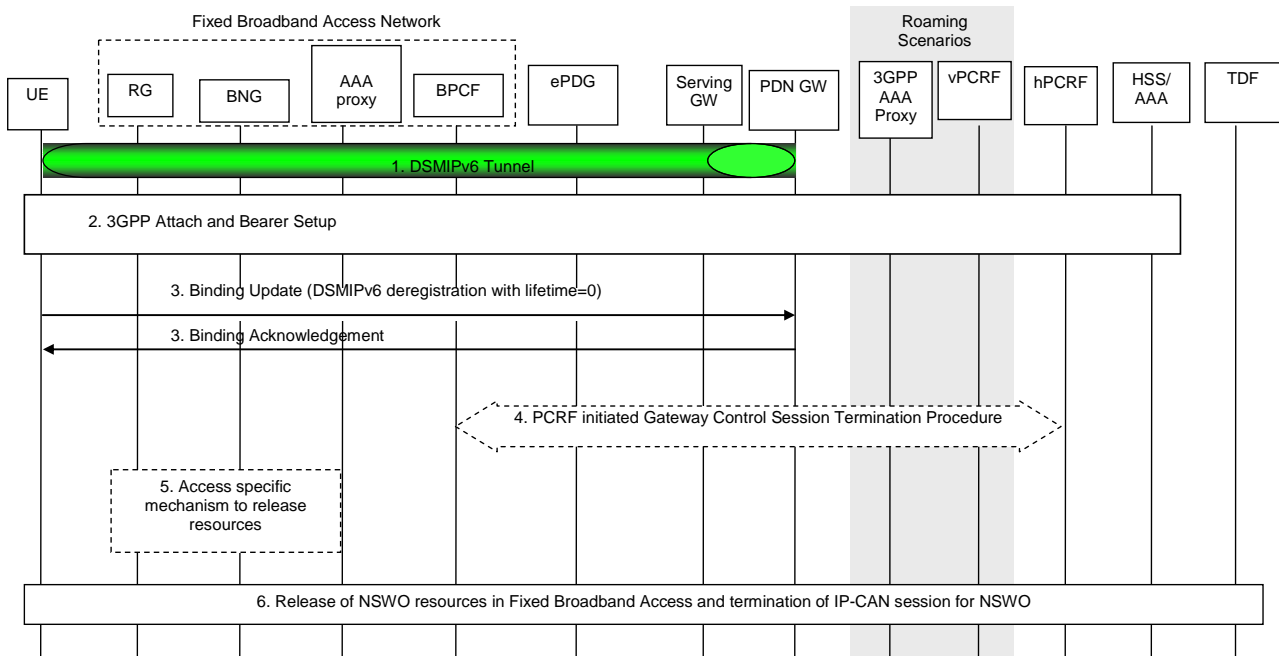 Fixed Broadband Access Network
Roaming
Scenarios
UE
RG
BNG
AAA
proxy
BPCF
ePDG
Serving
GW
PDN GW
3GPP
AAA
Proxy
vPCRF
hPCRF
HSS/
AAA
TDF
1. DSMIPv6 Tunnel
2. 3GPP Attach and Bearer Setup
3. Binding Update (DSMIPv6 deregistration with lifetime=0)
3. Binding Acknowledgement
4. PCRF initiated Gateway Control Session Termination Procedure
5. Access specific
mechanism to release
resources
6. Release of NSWO resources in Fixed Broadband Access and termination of IP-CAN session for NSWO